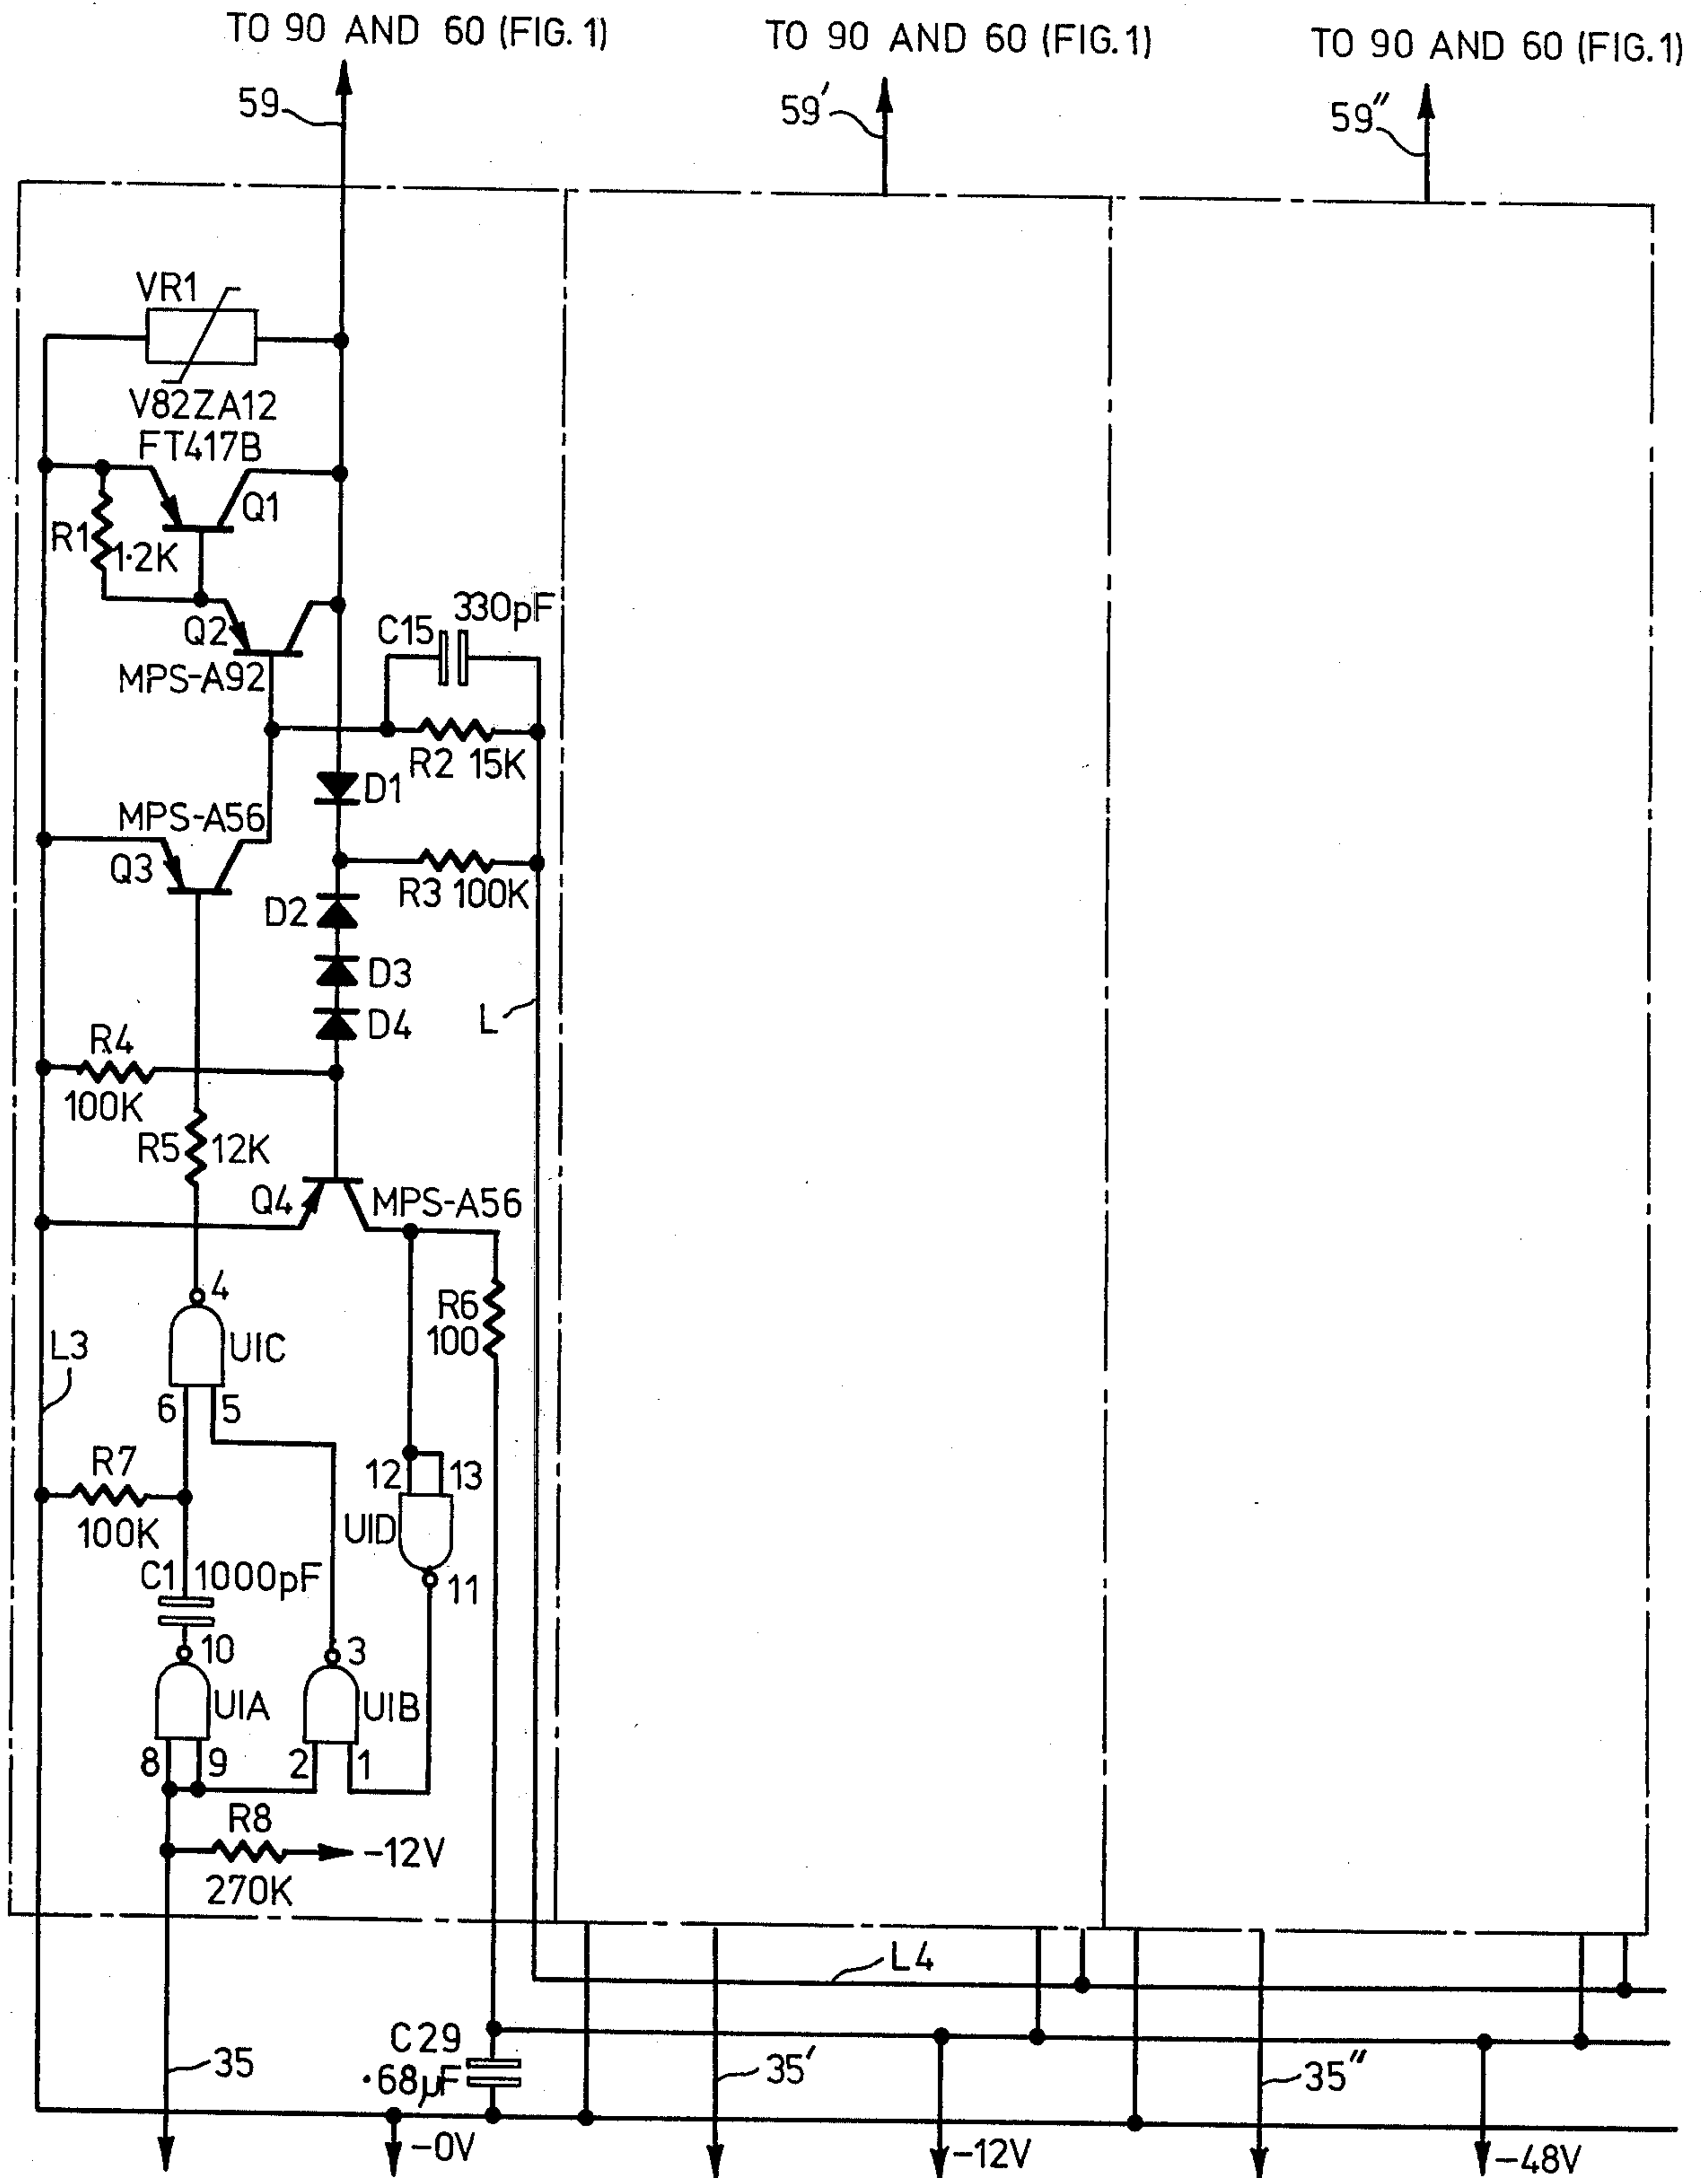 TO 90 AND 60 (FIG. 1)
TO 90 AND 60 (FIG. 1)
TO 90 AND 60 (FIG. 1)
59
59'
59"
VR1
V82ZA12
FT417B
Q1
R1
1·2K
Q2
MPS-A92
C15
330pF
R2 15K
D1
MPS-A56
Q3
R3 100K
D2
D3
D4
L
R4
100K
R5
12K
Q4
MPS-A56
4
UIC
R6
100
L3
6
5
R7
100K
12
13
UID
C1
1000pF
11
10
3
UIA
UIB
8
9
2
1
R8
-12V
270K
L4
C29
·68µF
35
35'
35"
-0V
-12V
-48V